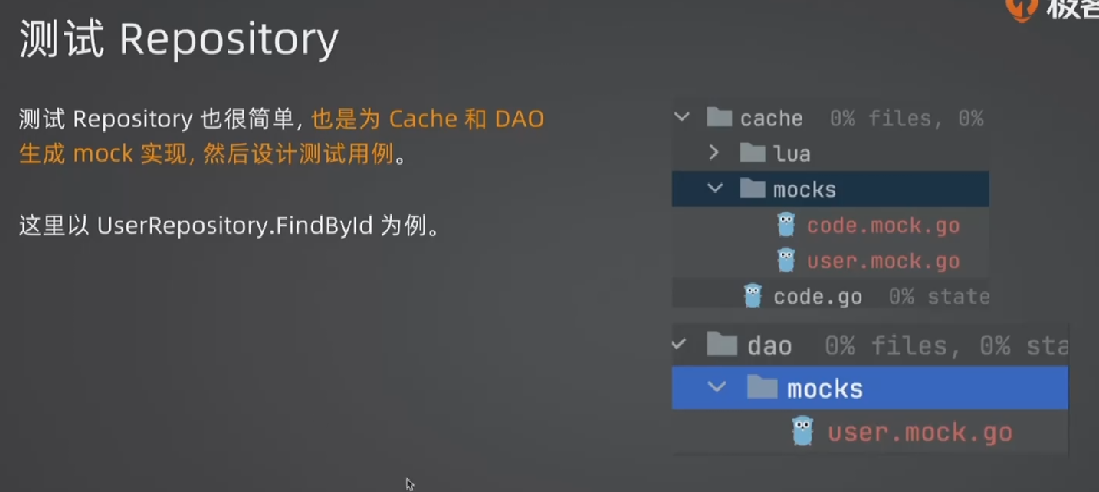 测试 Repository
极客
测试 Repository 也很简单, 也是为 Cache 和 DAO
生成 mock 实现, 然后设计测试用例。
这里以 UserRepository.FindById 为例。
cache 0% files, 0%
lua
mocks
code.mock.go
user.mock.go
code.go 0% state
dao 0% files, 0% sta
mocks
user.mock.go